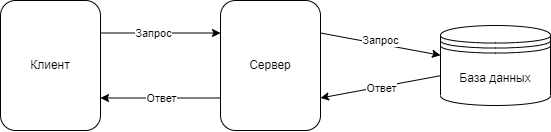 Запрос
Запрос
Клиент
Сервер
База данных
Ответ
Ответ